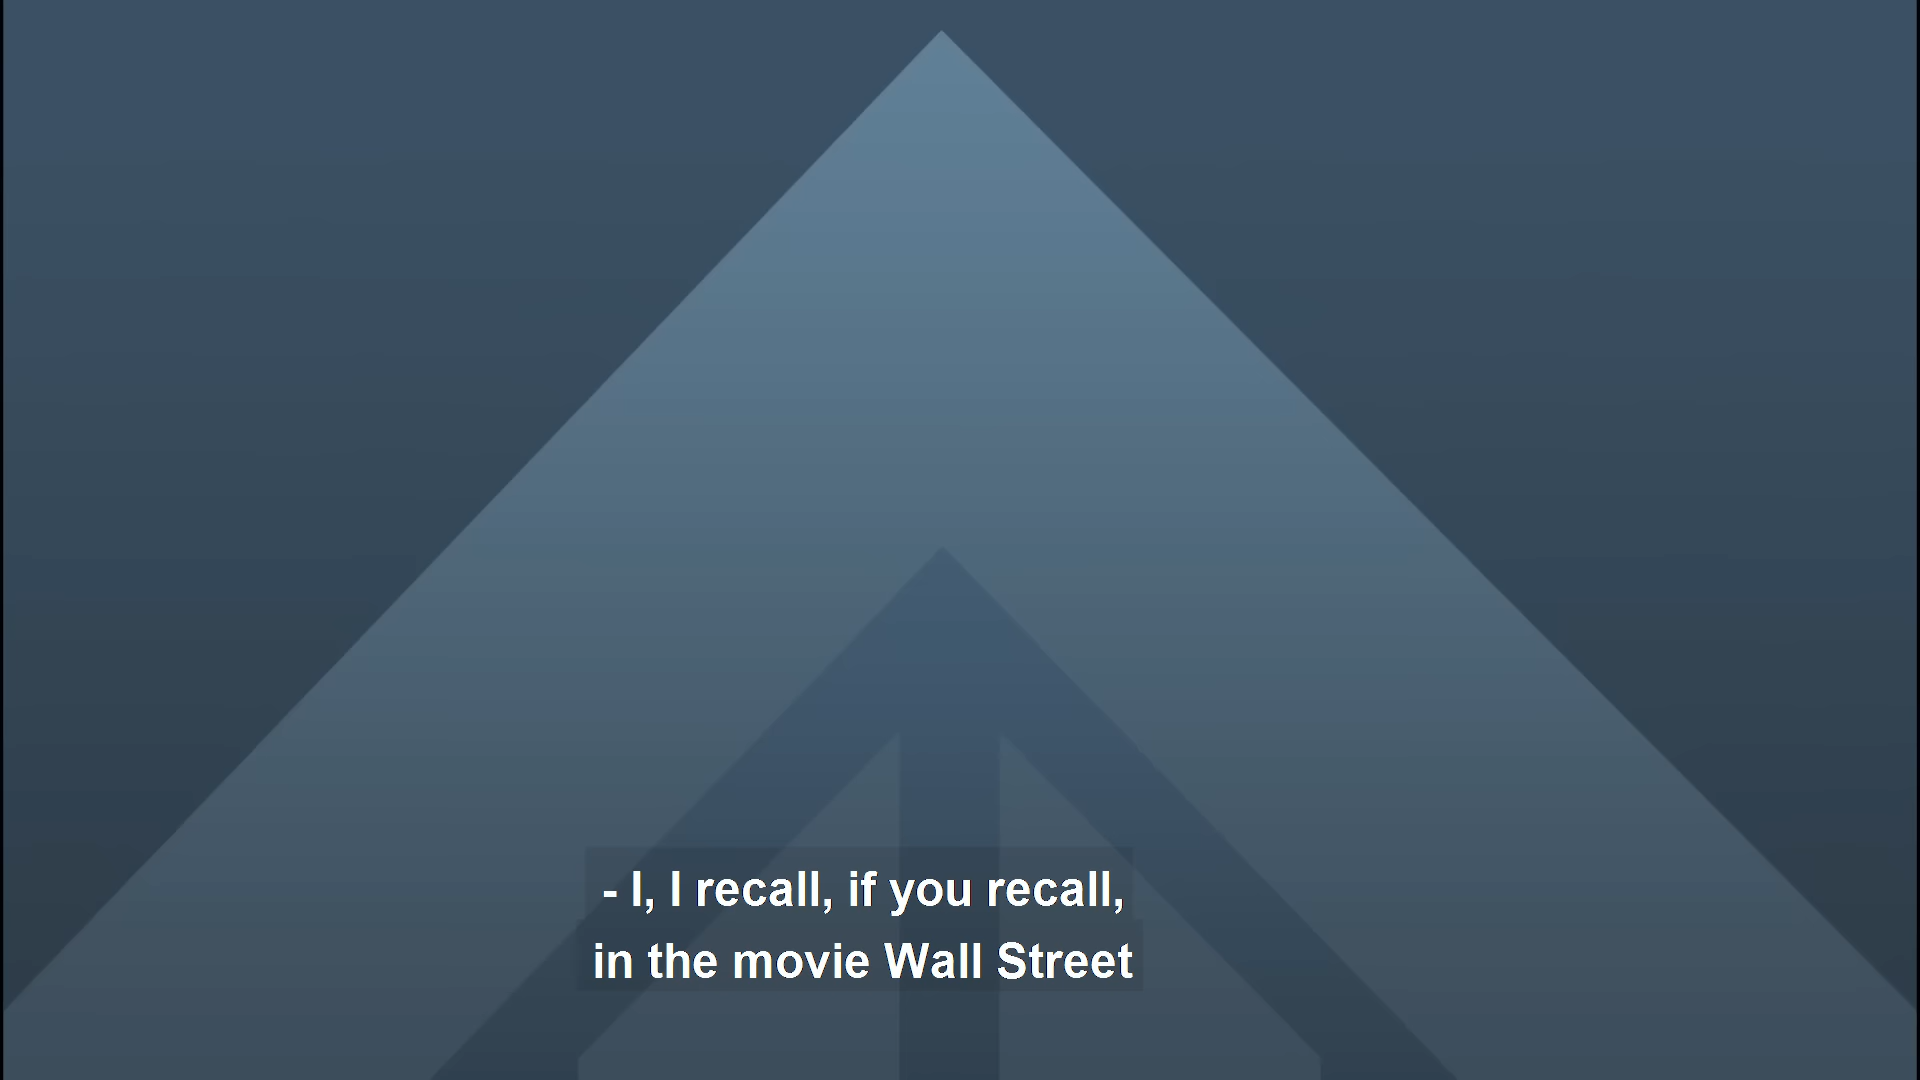 - I, I recall, if you recall,
in the movie Wall Street